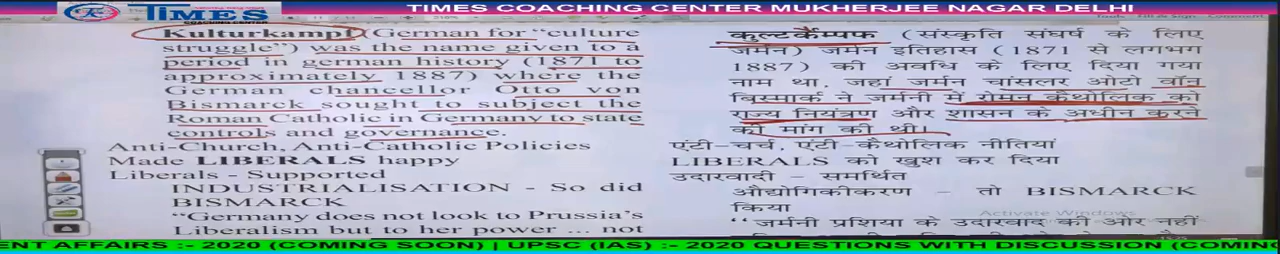 TIMES
COACHING CENTER
TIMES COACHING CENTER MUKHERJEE NAGAR DELHI
Tools Fill & Sign Comment
Kulturkampf (German for "culture
struggle") was the name given to a
period in german history (1871 to
approximately 1887) where the
German chancellor Otto von
Bismarck sought to subject the
Roman Catholic in Germany to state
controls and governance.
Anti-Church, Anti-Catholic Policies
Made LIBERALS happy
Liberals - Supported
INDUSTRIALISATION - So did
BISMARCK
"Germany does not look to Prussia's
Liberalism but to her power ... not
कुल्टर्कैम्पफ (संस्कृति संघर्ष के लिए
जर्मन) जर्मन इतिहास (1871 से लगभग
1887) की अवधि के लिए दिया गया
नाम था, जहां जर्मन चांसलर ओटो वॉन
बिस्मार्क ने जर्मनी में रोमन कैथोलिक को
राज्य नियंत्रण और शासन के अधीन करने
की मांग की थी।
एंटी-चर्च, एंटी-कैथोलिक नीतियां
LIBERALS को खुश कर दिया
उदारवादी - समर्थित
औद्योगिकीकरण - तो BISMARCK
किया
"जर्मनी प्रशिया के उदारवाद की ओर नहीं
Activate Windows
ENT AFFAIRS :- 2020 (COMING SOON) | UPSC (IAS) :- 2020 QUESTIONS WITH DISCUSSION (COMING